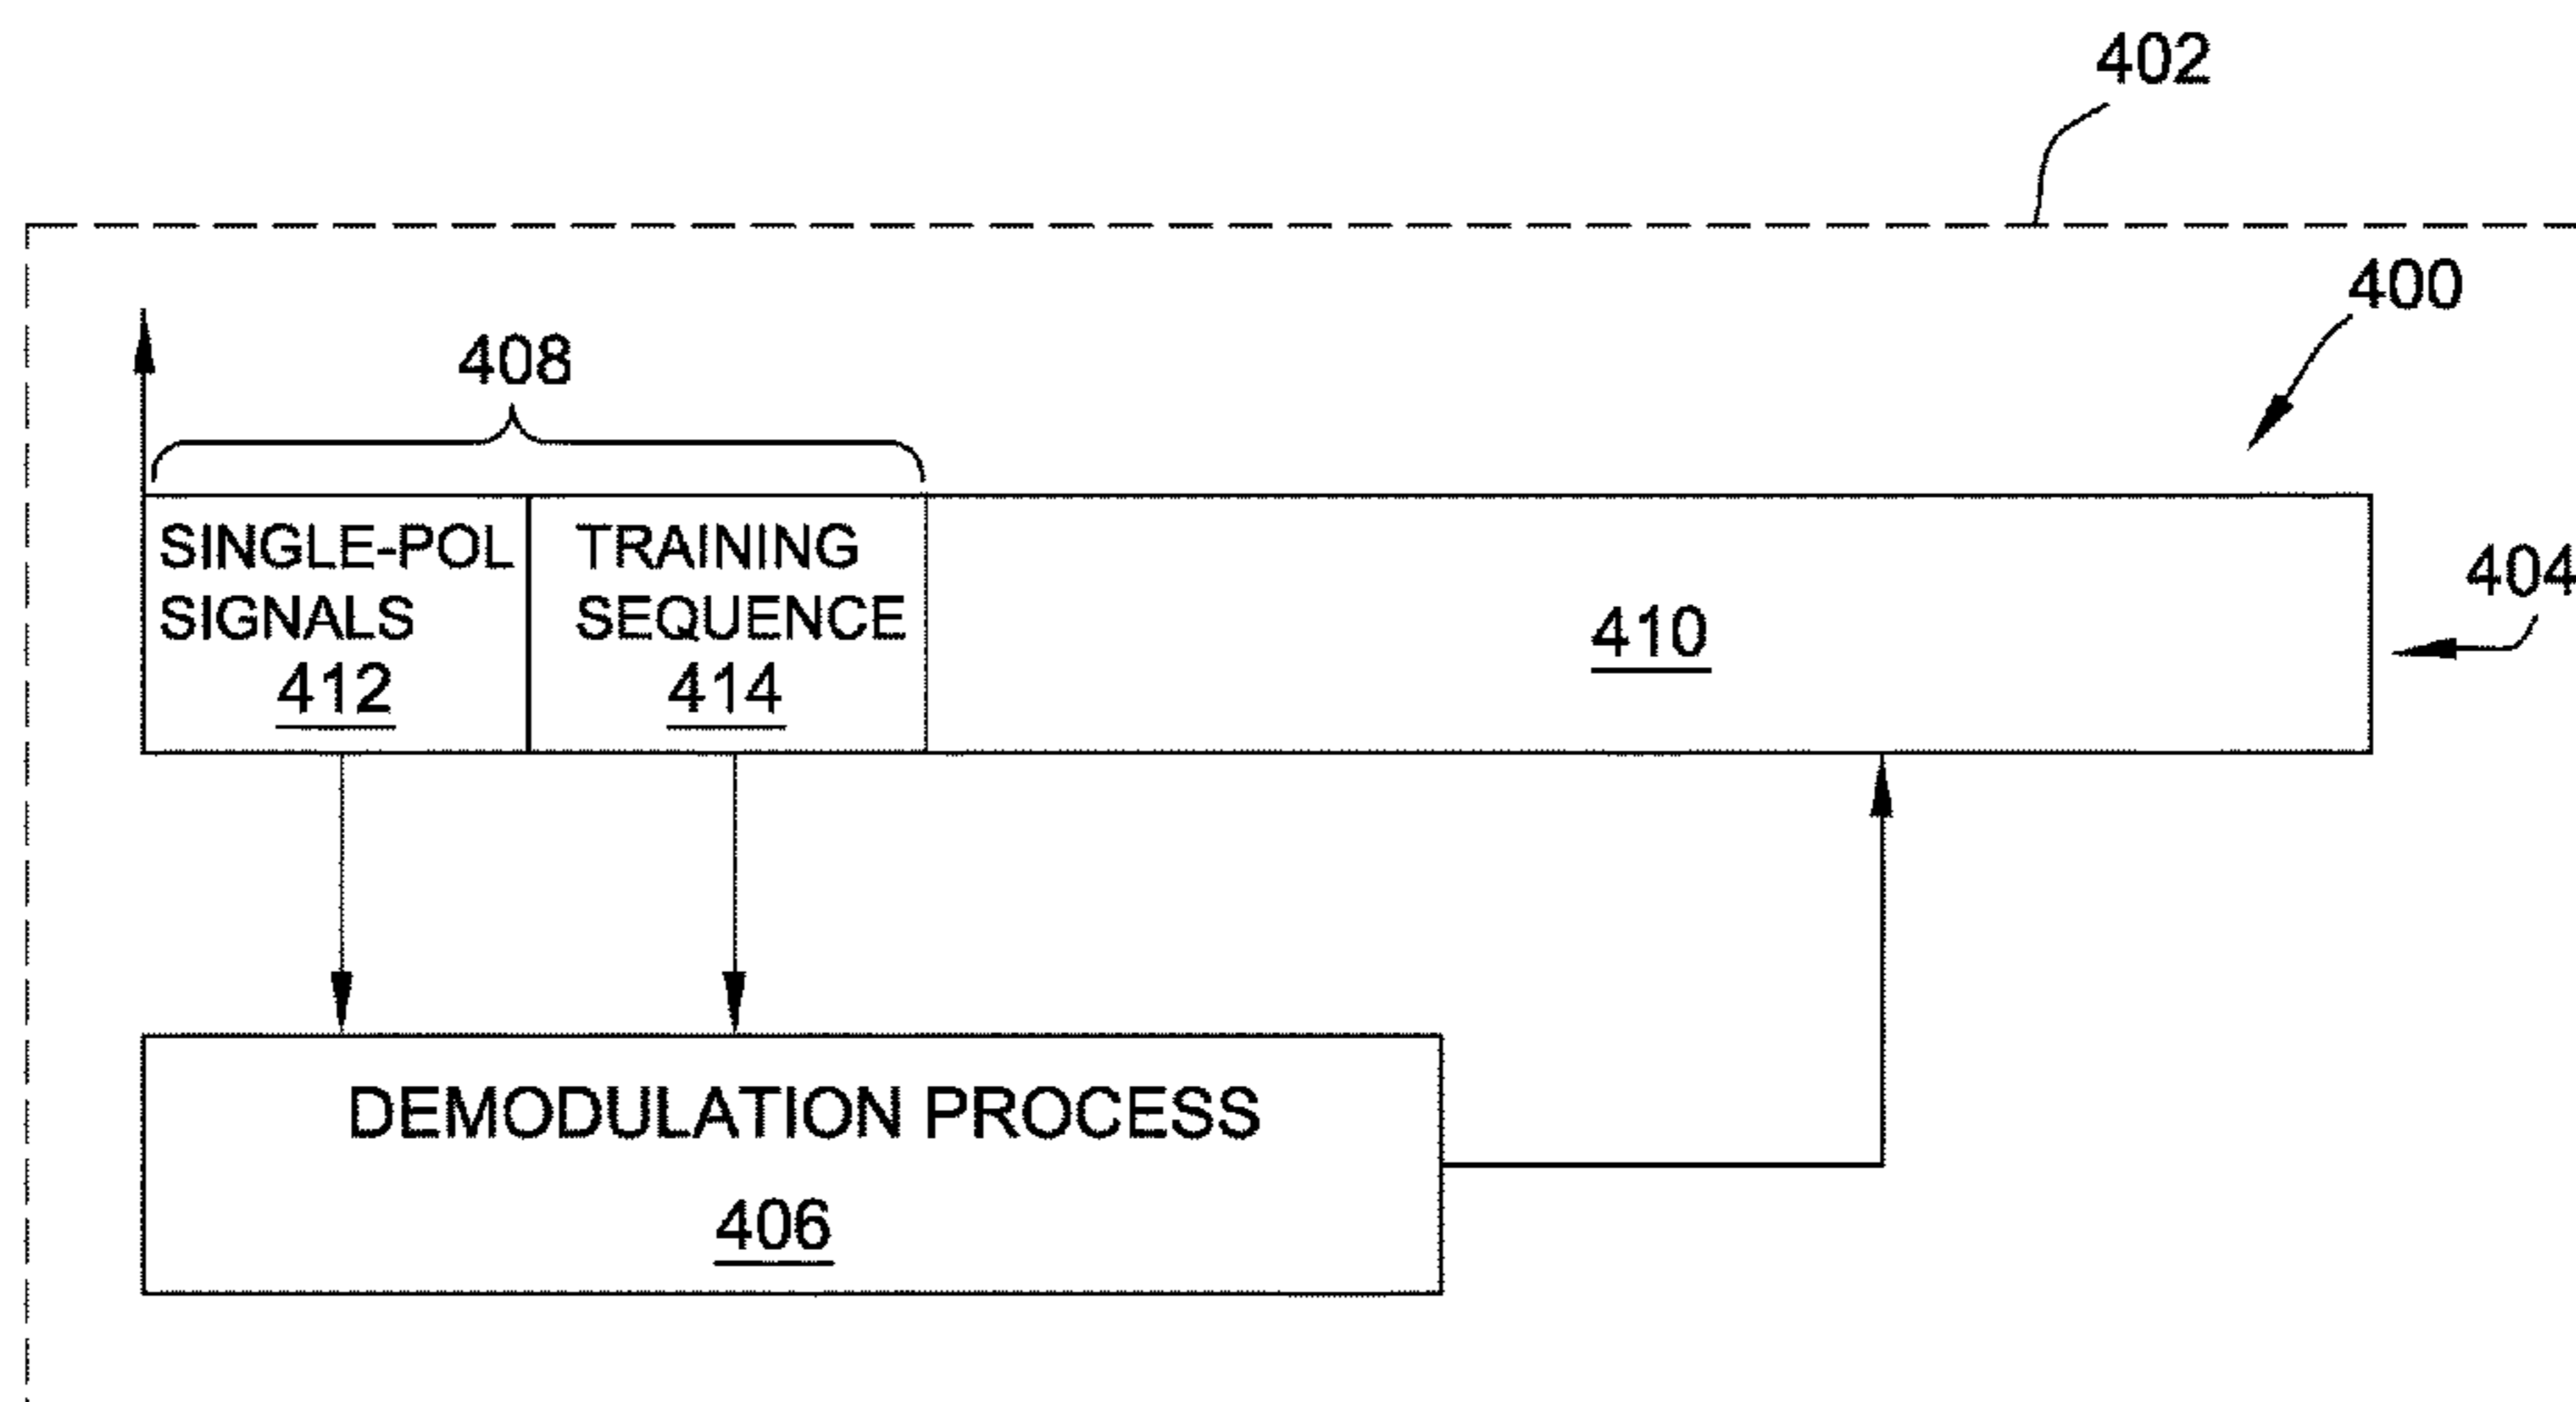 402
400
408
SINGLE-POL
SIGNALS
412
TRAINING
SEQUENCE
414
410
404
DEMODULATION PROCESS
406